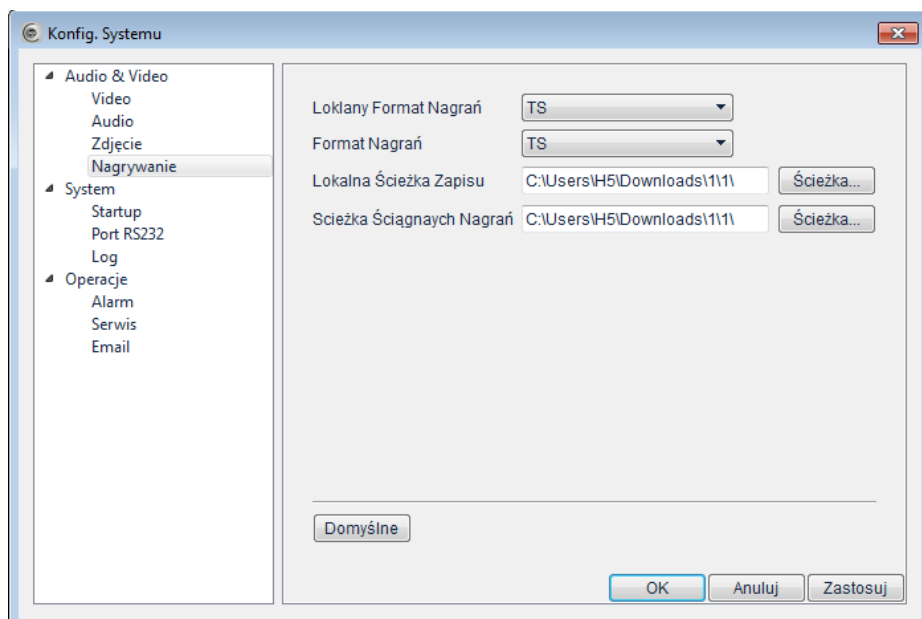 Konfig. Systemu
Audio & Video
Video
Audio
Zdjęcie
Nagrywanie
System
Startup
Port RS232
Log
Operacje
Alarm
Serwis
Email
Loklany Format Nagrań TS
Format Nagrań TS
Lokalna Ścieżka Zapisu C:\Users\H5\Downloads\1\1\ Ścieżka...
Scieżka Ściągnaych Nagrań C:\Users\H5\Downloads\1\1\ Ścieżka...
Domyślne
OK Anuluj Zastosuj